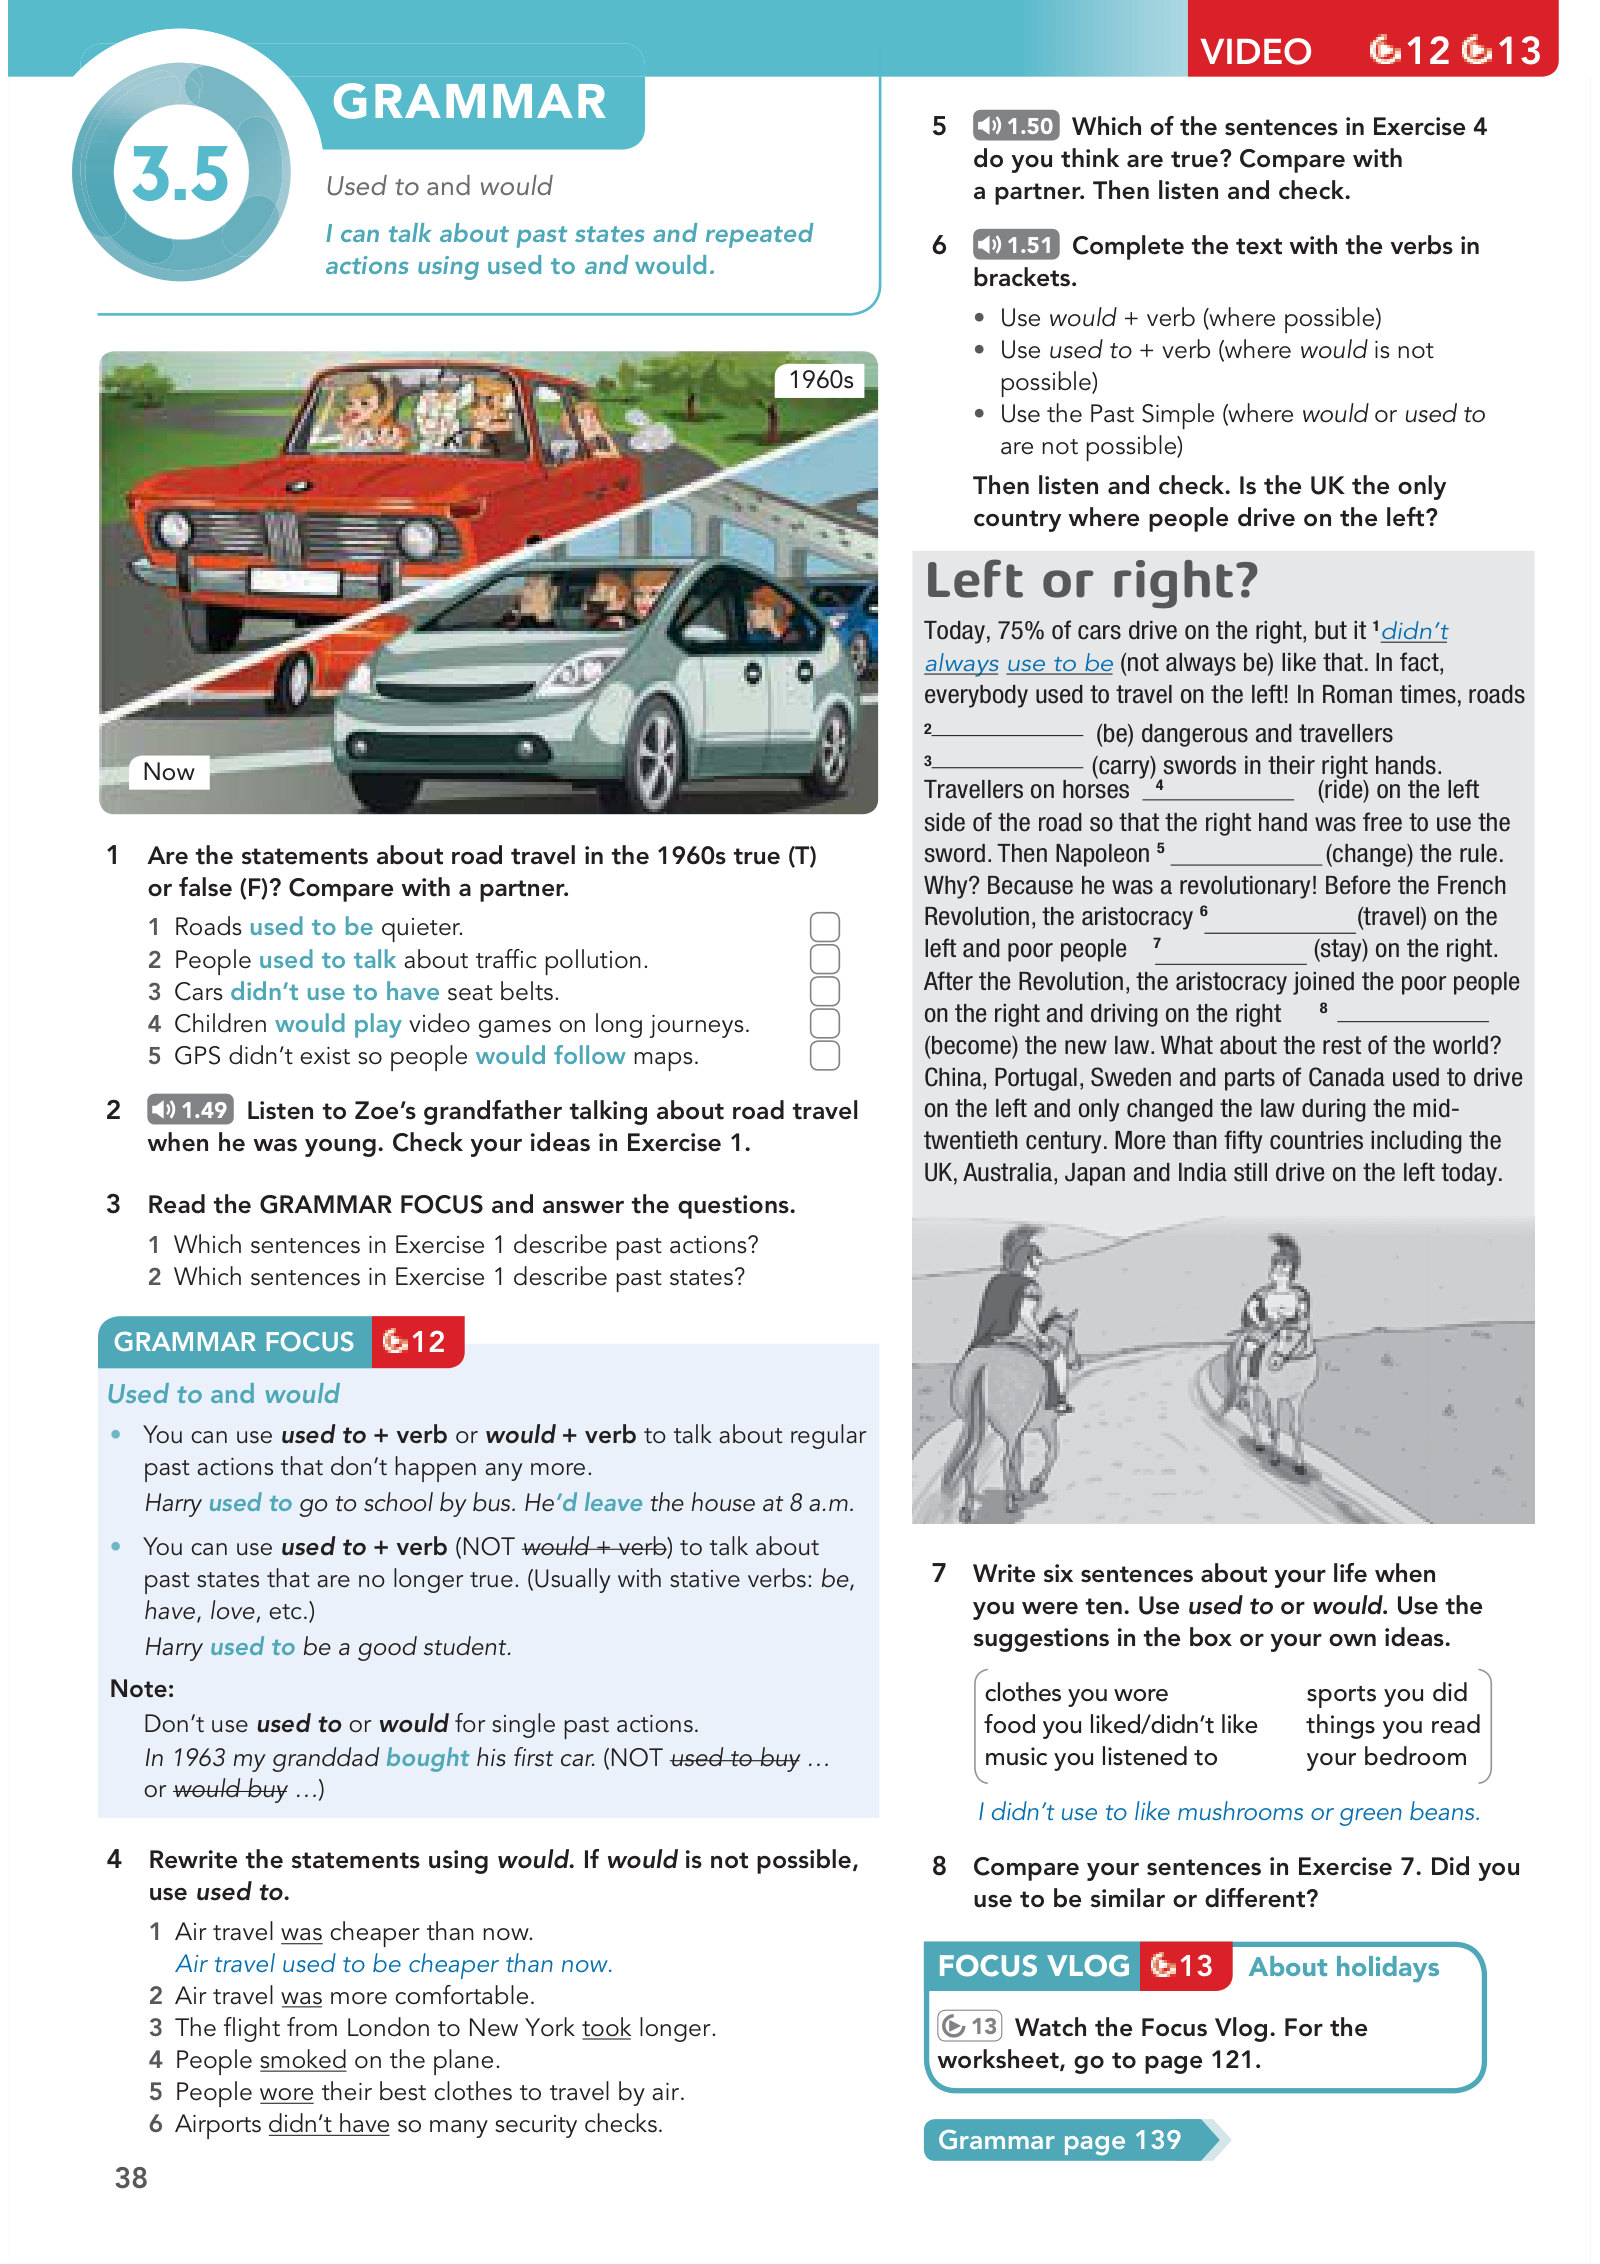 VIDEO 12 13
GRAMMAR
3.5
Used to and would
I can talk about past states and repeated
actions using used to and would.
1960s
Now
1 Are the statements about road travel in the 1960s true (T)
or false (F)? Compare with a partner.
1 Roads used to be quieter.
2 People used to talk about traffic pollution.
3 Cars didn't use to have seat belts.
4 Children would play video games on long journeys.
5 GPS didn't exist so people would follow maps.
2 1.49 Listen to Zoe's grandfather talking about road travel
when he was young. Check your ideas in Exercise 1.
3 Read the GRAMMAR FOCUS and answer the questions.
1 Which sentences in Exercise 1 describe past actions?
2 Which sentences in Exercise 1 describe past states?
GRAMMAR FOCUS 12
Used to and would
• You can use used to + verb or would + verb to talk about regular
past actions that don't happen any more.
Harry used to go to school by bus. He'd leave the house at 8 a.m.
• You can use used to + verb (NOT would + verb) to talk about
past states that are no longer true. (Usually with stative verbs: be,
have, love, etc.)
Harry used to be a good student.
Note:
Don't use used to or would for single past actions.
In 1963 my granddad bought his first car. (NOT used to buy …
or would buy …)
4 Rewrite the statements using would. If would is not possible,
use used to.
1 Air travel was cheaper than now.
Air travel used to be cheaper than now.
2 Air travel was more comfortable.
3 The flight from London to New York took longer.
4 People smoked on the plane.
5 People wore their best clothes to travel by air.
6 Airports didn't have so many security checks.
38
5 1.50 Which of the sentences in Exercise 4
do you think are true? Compare with
a partner. Then listen and check.
6 1.51 Complete the text with the verbs in
brackets.
• Use would + verb (where possible)
• Use used to + verb (where would is not
possible)
• Use the Past Simple (where would or used to
are not possible)
Then listen and check. Is the UK the only
country where people drive on the left?
Left or right?
Today, 75% of cars drive on the right, but it 1 didn't
always use to be (not always be) like that. In fact,
everybody used to travel on the left! In Roman times, roads
2 ____________ (be) dangerous and travellers
3 ____________ (carry) swords in their right hands.
Travellers on horses 4 ____________ (ride) on the left
side of the road so that the right hand was free to use the
sword. Then Napoleon 5 ____________ (change) the rule.
Why? Because he was a revolutionary! Before the French
Revolution, the aristocracy 6 ____________ (travel) on the
left and poor people 7 ____________ (stay) on the right.
After the Revolution, the aristocracy joined the poor people
on the right and driving on the right 8 ____________
(become) the new law. What about the rest of the world?
China, Portugal, Sweden and parts of Canada used to drive
on the left and only changed the law during the mid-
twentieth century. More than fifty countries including the
UK, Australia, Japan and India still drive on the left today.
7 Write six sentences about your life when
you were ten. Use used to or would. Use the
suggestions in the box or your own ideas.
clothes you wore sports you did
food you liked/didn't like things you read
music you listened to your bedroom
I didn't use to like mushrooms or green beans.
8 Compare your sentences in Exercise 7. Did you
use to be similar or different?
FOCUS VLOG 13 About holidays
13 Watch the Focus Vlog. For the
worksheet, go to page 121.
Grammar page 139